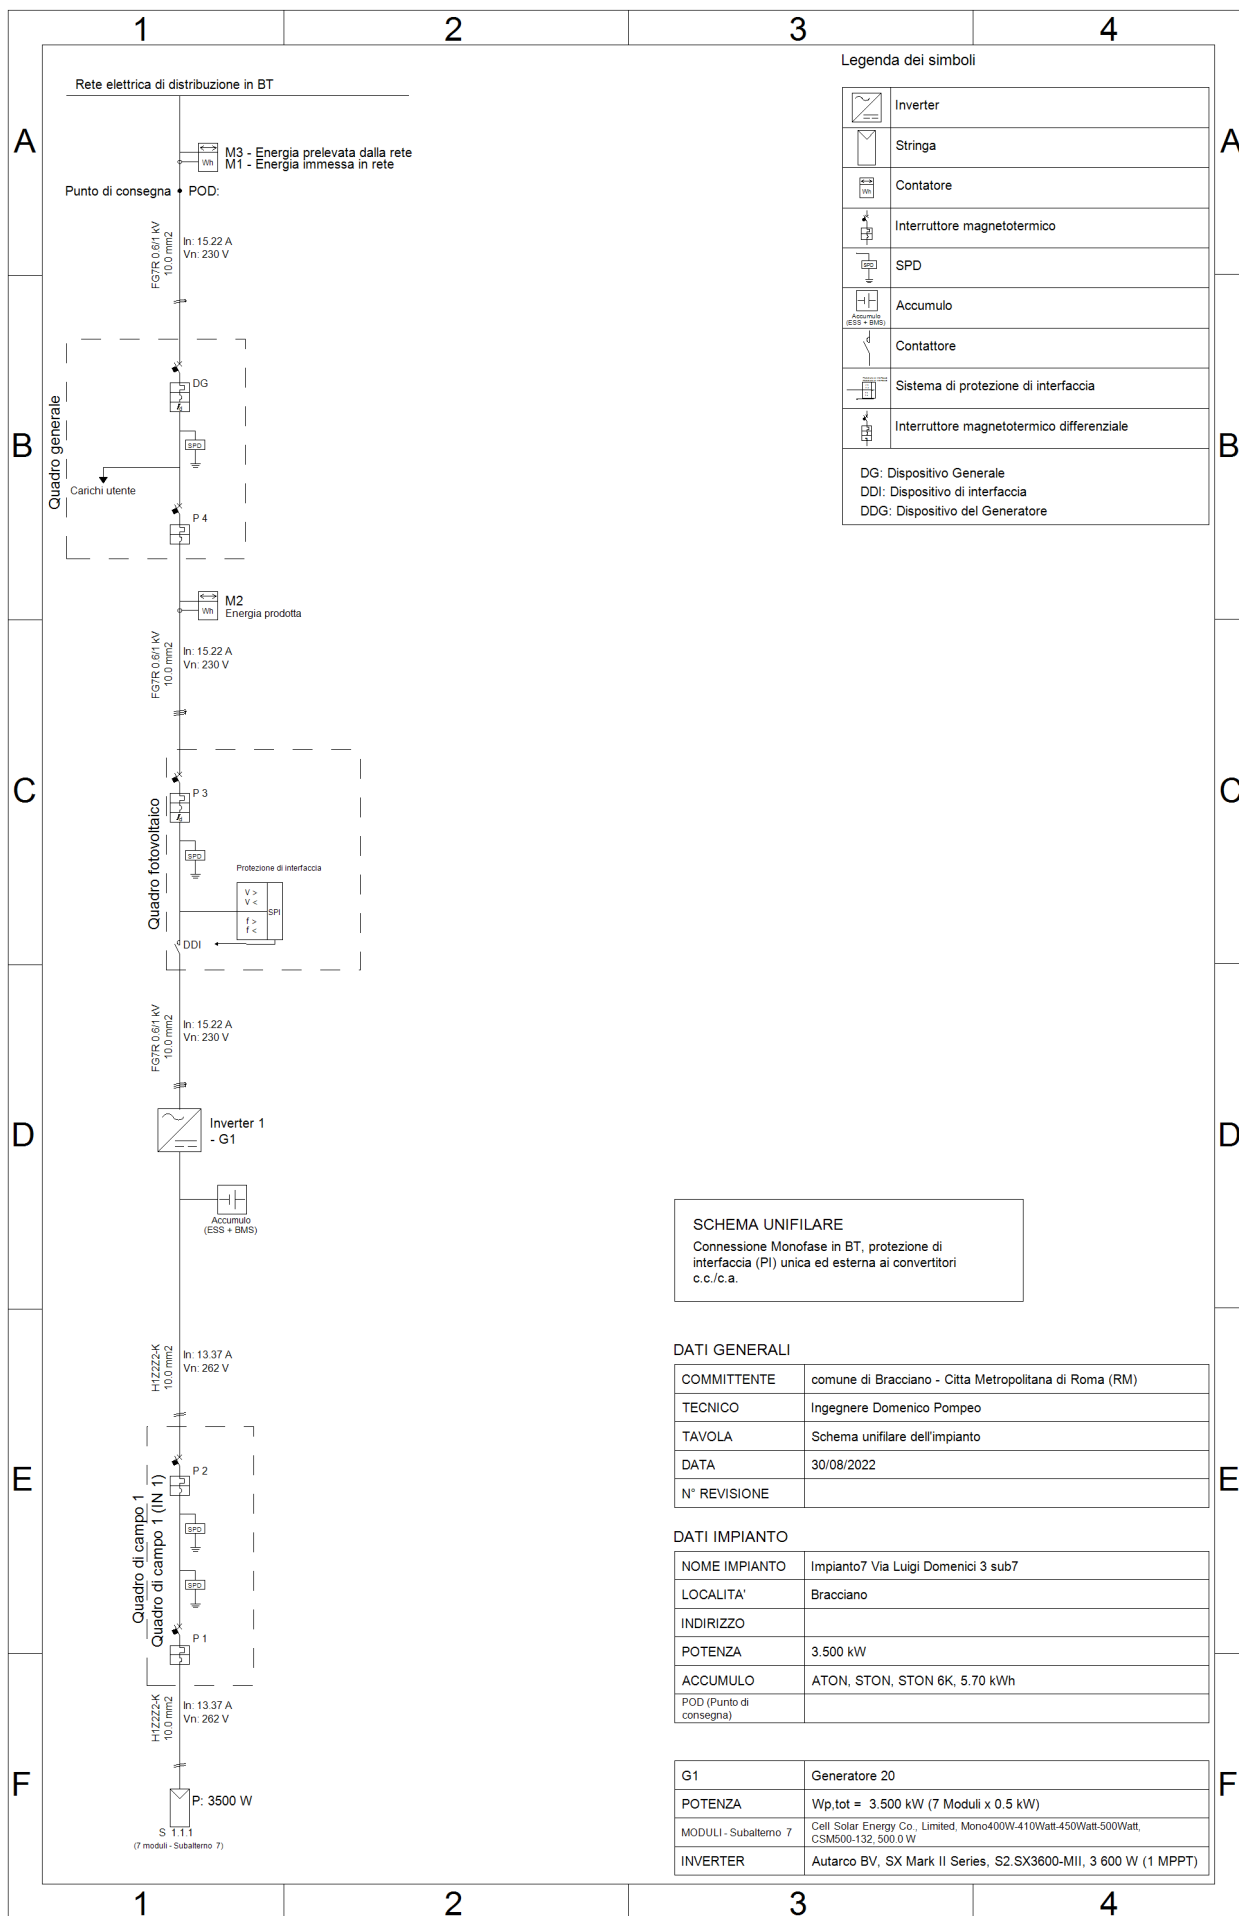 1
2
3
4
Rete elettrica di distribuzione in BT
Legenda dei simboli
A
A
Wh
M3 - Energia prelevata dalla rete
M1 - Energia immessa in rete
Punto di consegna
POD:
FG7R 0.6/1 kV
10.0 mm2
In: 15.22 A
Vn: 230 V
Inverter
Stringa
Wh
Contatore
Interruttore magnetotermico
SPD
SPD
Accumulo
(ESS + BMS)
Accumulo
Contattore
Sistema di protezione di interfaccia
Interruttore magnetotermico differenziale
DG: Dispositivo Generale
DDI: Dispositivo di interfaccia
DDG: Dispositivo del Generatore
B
B
Quadro generale
DG
SPD
Carichi utente
P 4
Wh
M2
Energia prodotta
FG7R 0.6/1 kV
10.0 mm2
In: 15.22 A
Vn: 230 V
C
C
Quadro fotovoltaico
P 3
SPD
Protezione di interfaccia
V >
V <
f >
f <
SPI
DDI
FG7R 0.6/1 kV
10.0 mm2
In: 15.22 A
Vn: 230 V
D
D
Inverter 1
- G1
Accumulo
(ESS + BMS)
SCHEMA UNIFILARE
Connessione Monofase in BT, protezione di
interfaccia (PI) unica ed esterna ai convertitori
c.c./c.a.
H1Z2Z2-K
10.0 mm2
In: 13.37 A
Vn: 262 V
E
E
Quadro di campo 1
Quadro di campo 1 (IN 1)
P 2
SPD
SPD
P 1
H1Z2Z2-K
10.0 mm2
In: 13.37 A
Vn: 262 V
DATI GENERALI
COMMITTENTE
comune di Bracciano - Citta Metropolitana di Roma (RM)
TECNICO
Ingegnere Domenico Pompeo
TAVOLA
Schema unifilare dell'impianto
DATA
30/08/2022
N° REVISIONE
DATI IMPIANTO
NOME IMPIANTO
Impianto7 Via Luigi Domenici 3 sub7
LOCALITA'
Bracciano
INDIRIZZO
POTENZA
3.500 kW
ACCUMULO
ATON, STON, STON 6K, 5.70 kWh
POD (Punto di
consegna)
F
F
P: 3500 W
S 1.1.1
(7 moduli - Subalterno 7)
G1
Generatore 20
POTENZA
Wp,tot = 3.500 kW (7 Moduli x 0.5 kW)
MODULI - Subalterno 7
Cell Solar Energy Co., Limited, Mono400W-410Watt-450Watt-500Watt,
CSM500-132, 500.0 W
INVERTER
Autarco BV, SX Mark II Series, S2.SX3600-MII, 3 600 W (1 MPPT)
1
2
3
4